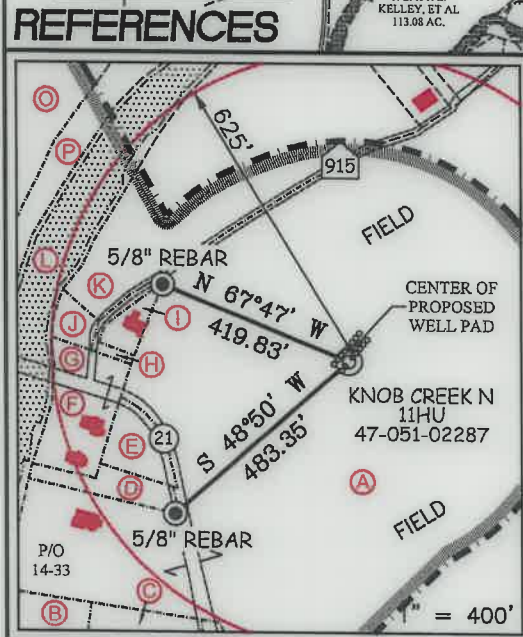 KELLEY, ET AL
113.08 AC.
REFERENCES
O
P
625'
915
FIELD
L
5/8" REBAR
K
N 67°47' W
419.83'
CENTER OF
PROPOSED
WELL PAD
I
J
G
H
KNOB CREEK N
11HU
47-051-02287
F
S 48°50' W
483.35'
E
21
A
D
FIELD
5/8" REBAR
P/O
14-33
C
B
" = 400'